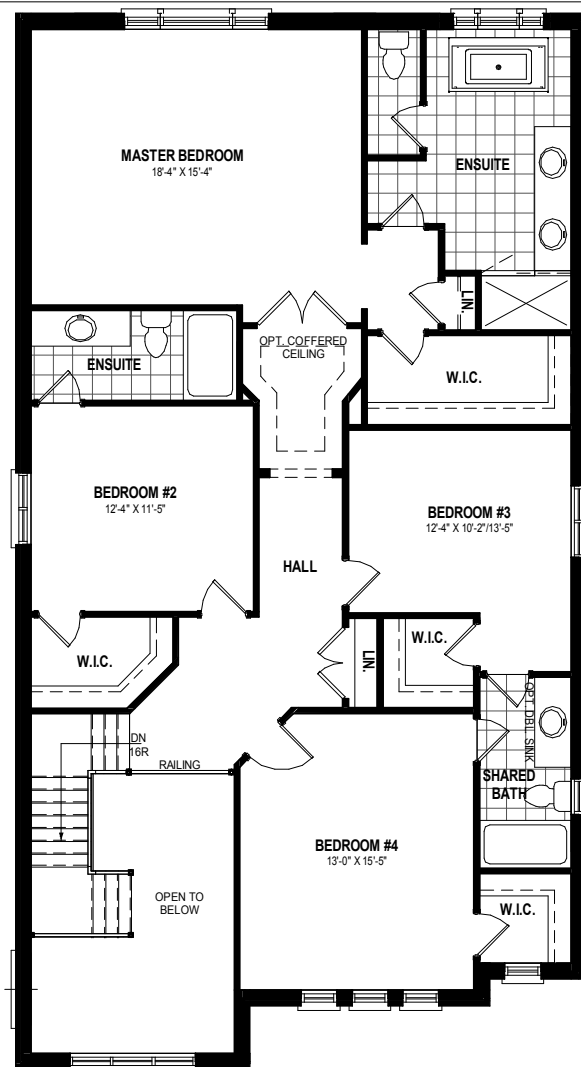 MASTER BEDROOM
18'-4" X 15'-4"
ENSUITE
LIN.
OPT. COFFERED
CEILING
ENSUITE
W.I.C.
BEDROOM #2
12'-4" X 11'-5"
BEDROOM #3
12'-4" X 10'-2"/13'-5"
HALL
W.I.C.
LIN.
W.I.C.
OPT. DBL. SINK
DN
16R
RAILING
SHARED
BATH
BEDROOM #4
13'-0" X 15'-5"
OPEN TO
BELOW
W.I.C.